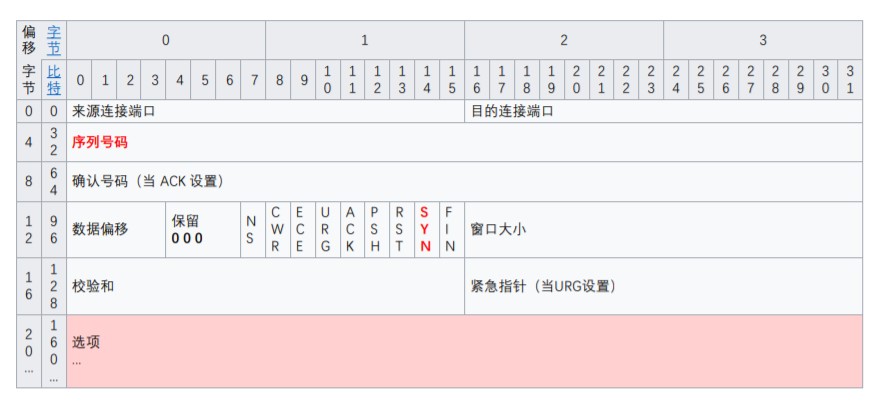 偏移 字节 0 1 2 3
字节 比特 0 1 2 3 4 5 6 7 8 9 10 11 12 13 14 15 16 17 18 19 20 21 22 23 24 25 26 27 28 29 30 31
0 0 来源连接端口 目的连接端口
4 32 序列号码
8 64 确认号码（当 ACK 设置）
12 96 数据偏移 保留 000 NS CWR ECE URG ACK PSH RST SYN FIN 窗口大小
16 128 校验和 紧急指针（当URG设置）
20... 160... 选项
...